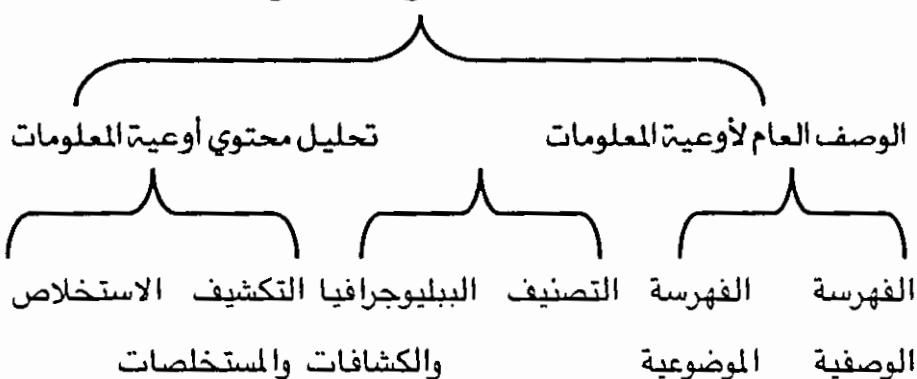 الوصف العام لأوعية المعلومات تحليل محتوي أوعية المعلومات
الفهرسة الفهرسة التصنيف الببليوجرافيا التكشيف الاستخلاص
الوصفية الموضوعية والكشافات والمستخلصات